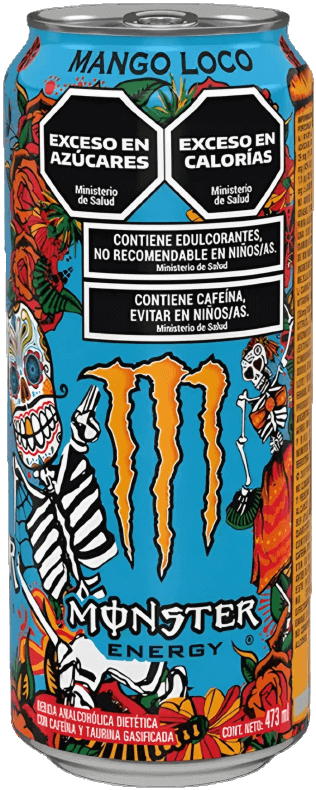 MANGO LOCO
EXCESO EN
AZÚCARES
Ministerio
de Salud
EXCESO EN
CALORÍAS
Ministerio
de Salud
CONTIENE EDULCORANTES,
NO RECOMENDABLE EN NIÑOS/AS.
Ministerio de Salud
CONTIENE CAFEÍNA,
EVITAR EN NIÑOS/AS.
Ministerio de Salud
MONSTER
ENERGY ®
BEBIDA ANALCOHÓLICA DIETÉTICA
CON CAFEÍNA Y TAURINA GASIFICADA
CONT. NETO: 473 ml